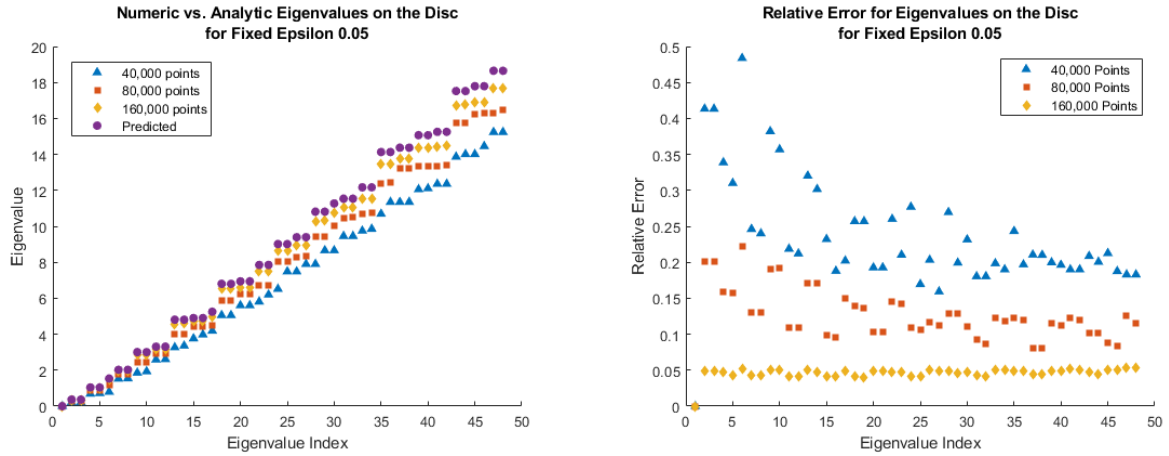 Numeric vs. Analytic Eigenvalues on the Disc
for Fixed Epsilon 0.05
20
18
16
14
12
10
8
6
4
2
0
Eigenvalue
40,000 points
80,000 points
160,000 points
Predicted
0 5 10 15 20 25 30 35 40 45 50
Eigenvalue Index
Relative Error for Eigenvalues on the Disc
for Fixed Epsilon 0.05
0.5
0.45
0.4
0.35
0.3
0.25
0.2
0.15
0.1
0.05
0
Relative Error
40,000 Points
80,000 Points
160,000 Points
0 5 10 15 20 25 30 35 40 45 50
Eigenvalue Index